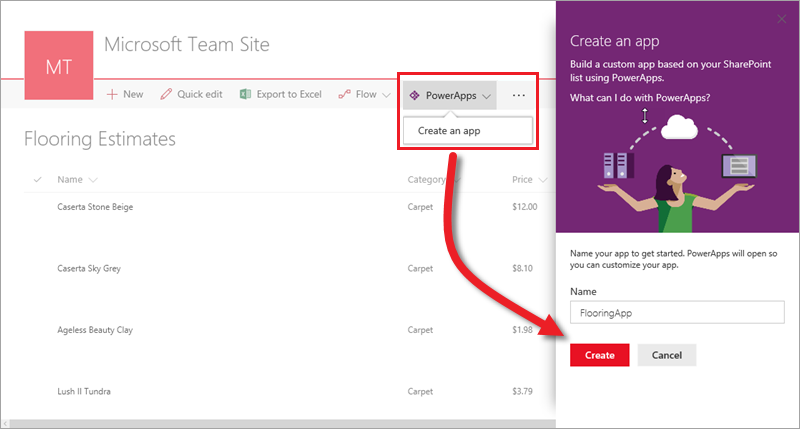 Microsoft Team Site
MT
New Quick edit Export to Excel Flow PowerApps ...
Create an app
Flooring Estimates
Name Category Price
Caserta Stone Beige Carpet $12.00
Caserta Sky Grey Carpet $8.10
Ageless Beauty Clay Carpet $1.98
Lush II Tundra Carpet $3.79
Create an app
Build a custom app based on your SharePoint
list using PowerApps.
What can I do with PowerApps?
Name your app to get started. PowerApps will open so
you can customize your app.
Name
FlooringApp
Create Cancel